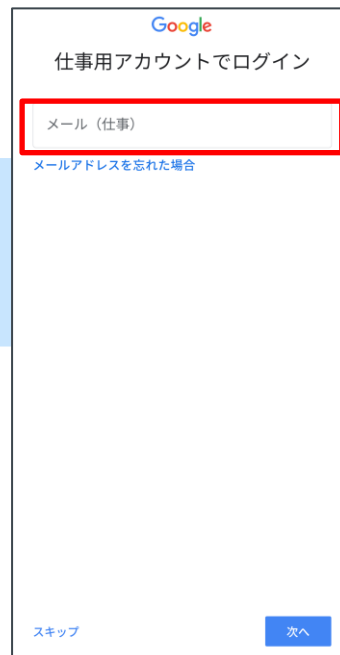 Google
仕事用アカウントでログイン
メール（仕事）
メールアドレスを忘れた場合
スキップ
次へ